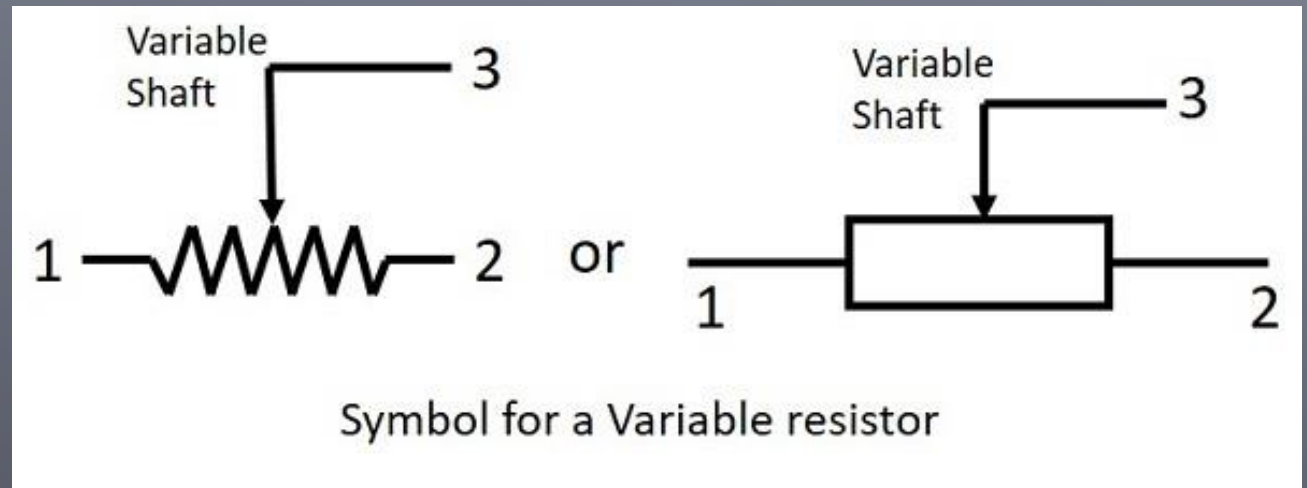 Variable
Shaft
3
1
2
or
Variable
Shaft
3
1
2
Symbol for a Variable resistor